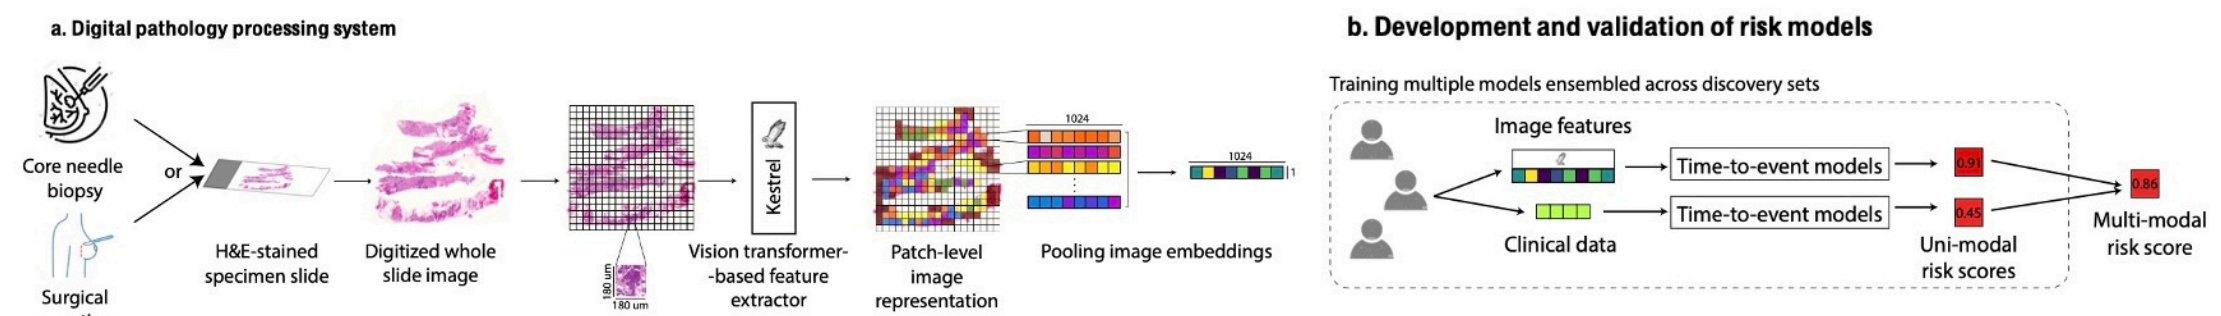 a. Digital pathology processing system
Core needle
biopsy
or
Surgical
H&E-stained
specimen slide
Digitized whole
slide image
180 um
180 um
Kestrel
Vision transformer-
-based feature
extractor
Patch-level
image
representation
1024
1024
1
Pooling image embeddings
b. Development and validation of risk models
Training multiple models ensembled across discovery sets
Image features
Time-to-event models
0.91
Time-to-event models
0.45
Clinical data
Uni-modal
risk scores
0.86
Multi-modal
risk score